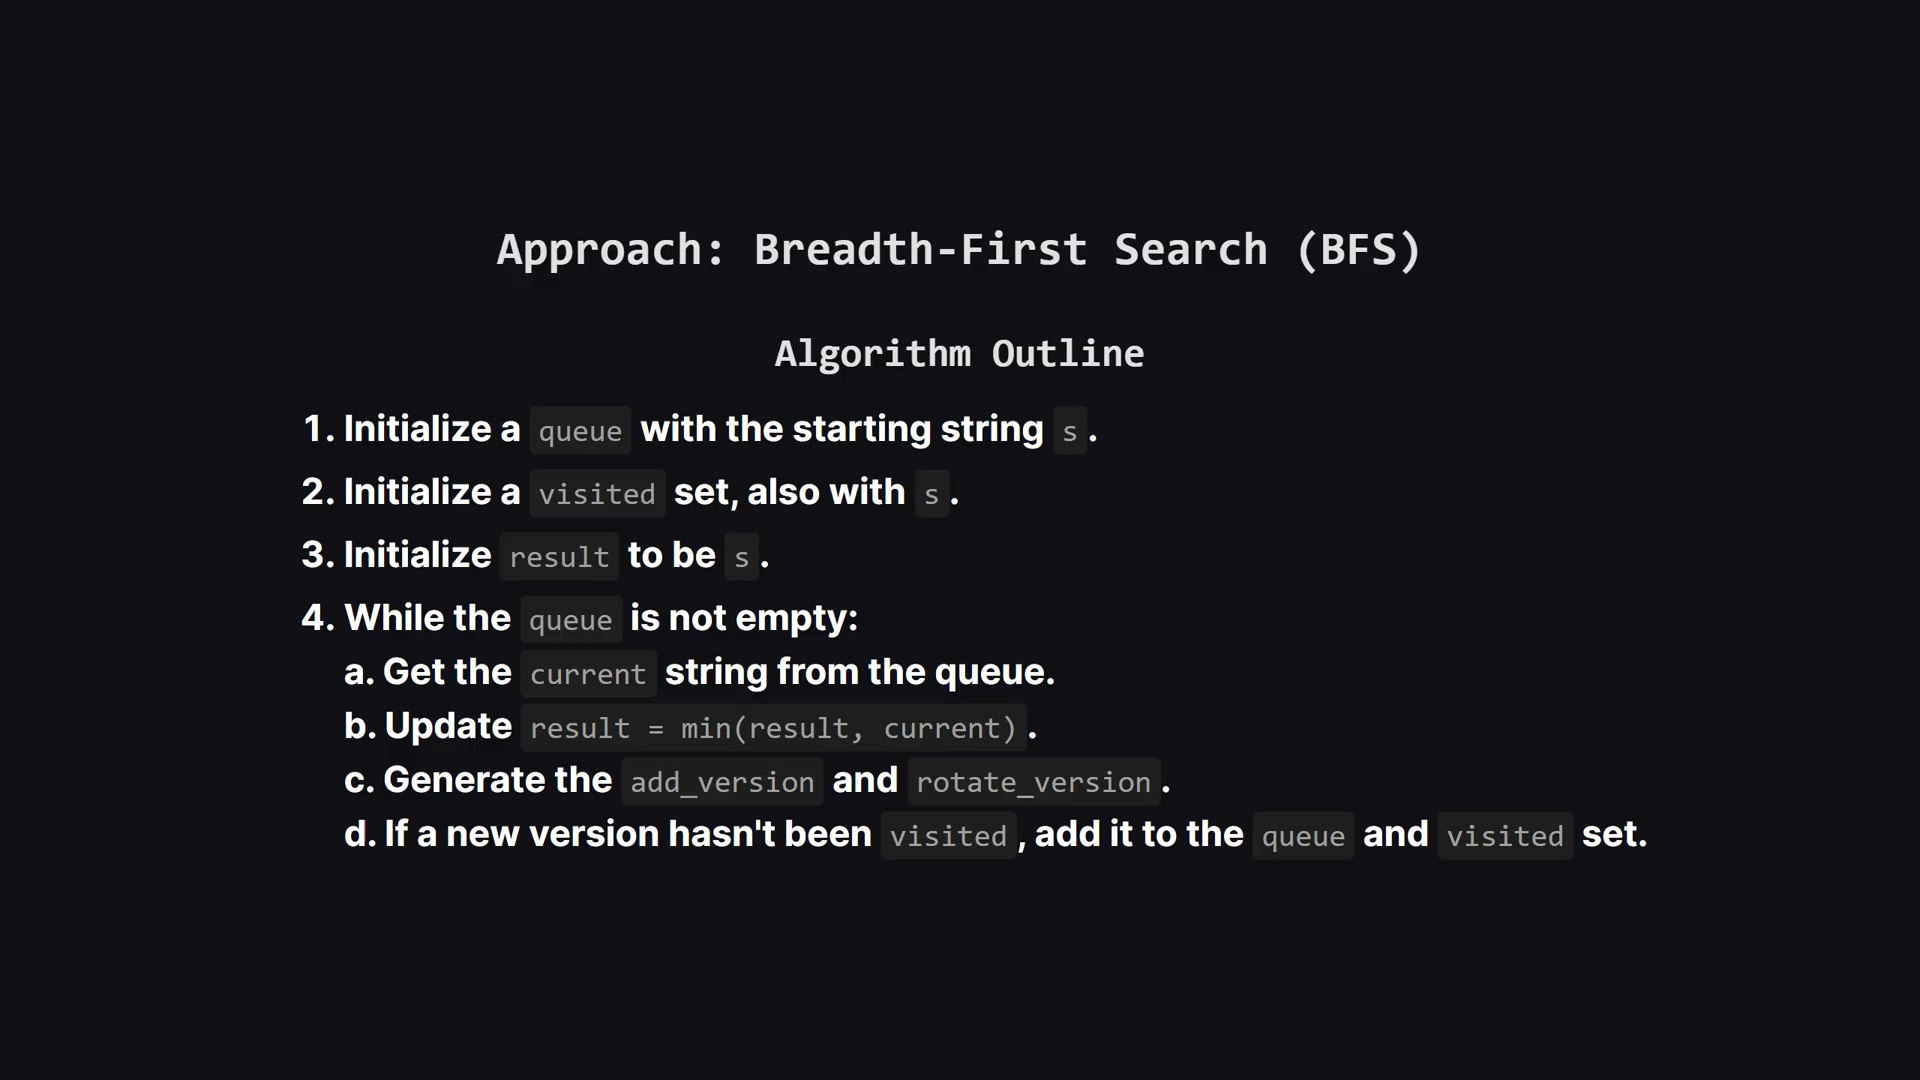 Approach: Breadth-First Search (BFS)
Algorithm Outline
1. Initialize a queue with the starting string s.
2. Initialize a visited set, also with s.
3. Initialize result to be s.
4. While the queue is not empty:
a. Get the current string from the queue.
b. Update result = min(result, current).
c. Generate the add_version and rotate_version.
d. If a new version hasn't been visited, add it to the queue and visited set.